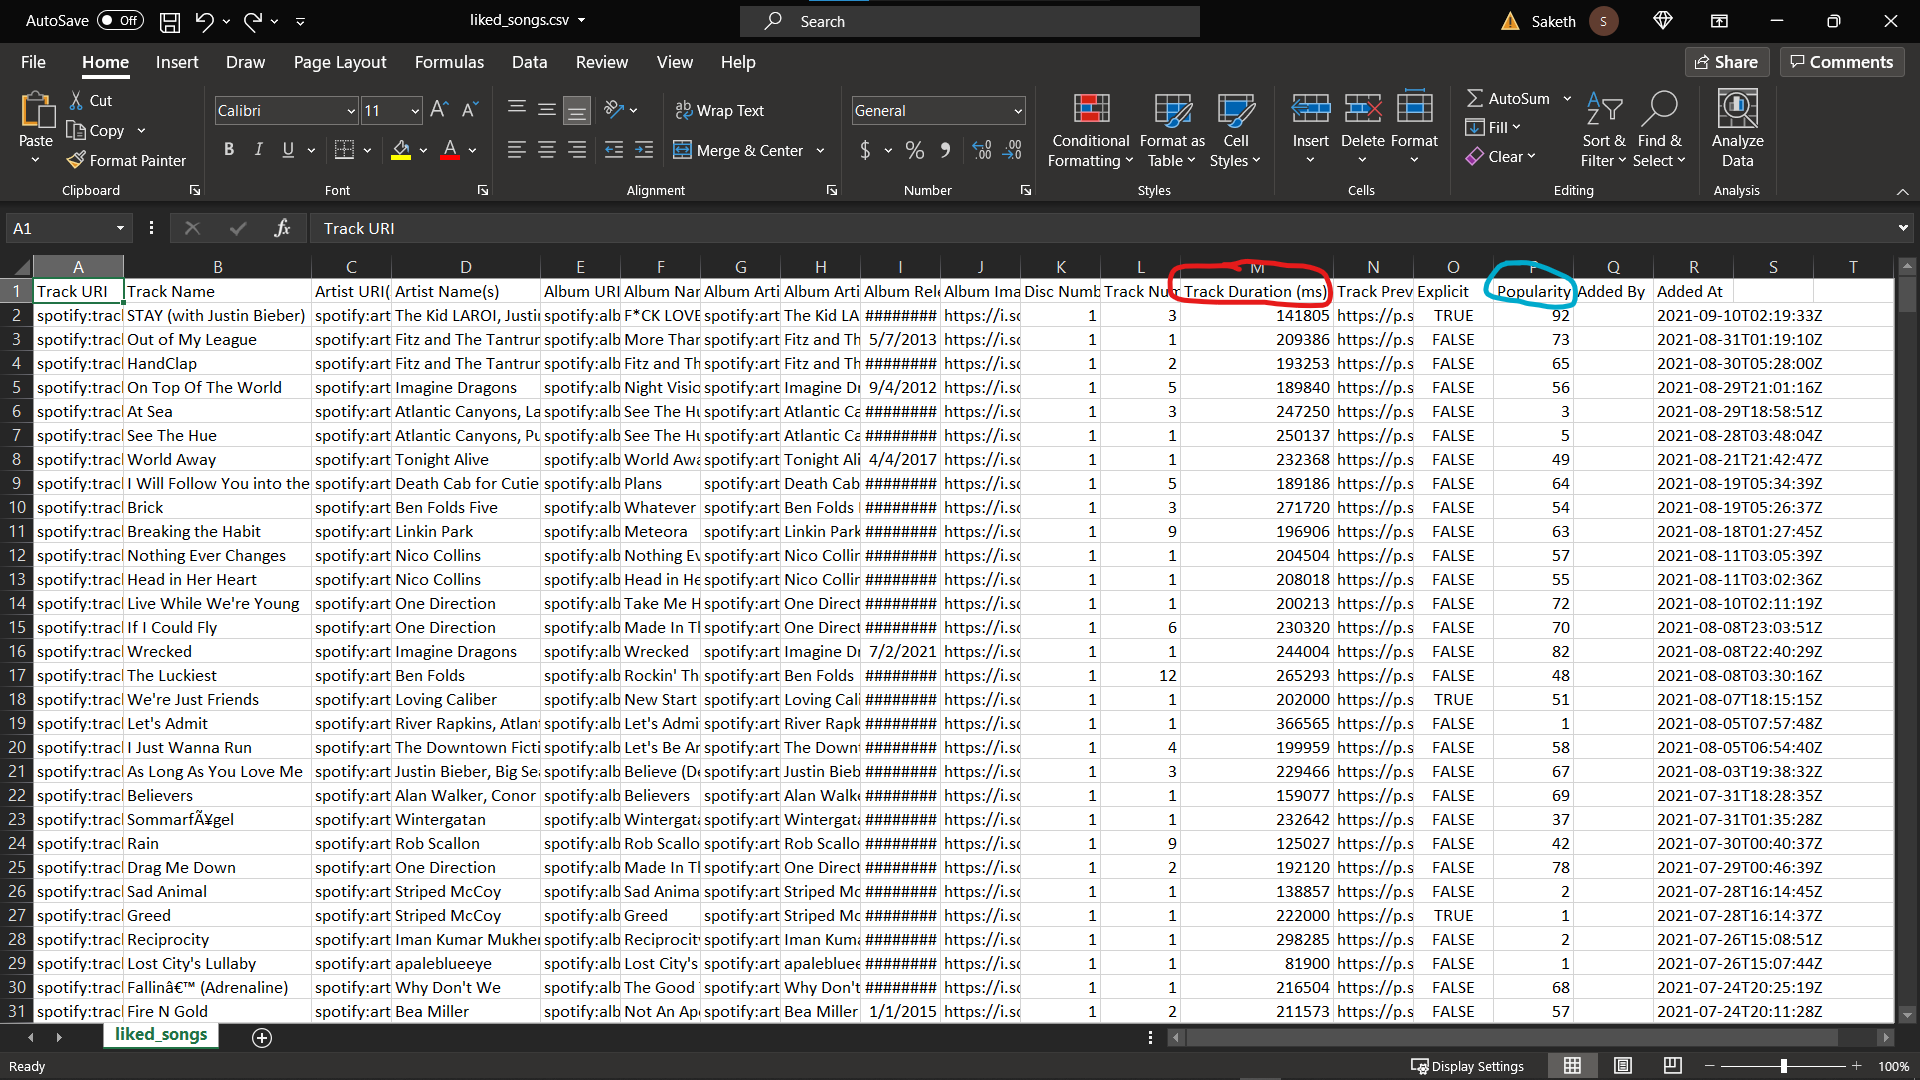 AutoSave Off liked_songs.csv Search Saketh S
File Home Insert Draw Page Layout Formulas Data Review View Help Share Comments
Paste Cut Copy Format Painter Calibri 11 B I U A Wrap Text Merge & Center General $ % Conditional Formatting Format as Table Cell Styles Insert Delete Format AutoSum Fill Clear Sort & Filter Find & Select Analyze Data
Clipboard Font Alignment Number Styles Cells Editing Analysis
A1 fx Track URI
A B C D E F G H I J K L M N O P Q R S T
1 Track URI Track Name Artist URI( Artist Name(s) Album URI Album Nar Album Arti Album Arti Album Rele Album Ima Disc Numb Track Num Track Duration (ms) Track Prev Explicit Popularity Added By Added At
2 spotify:track STAY (with Justin Bieber) spotify:art The Kid LAROI, Justin spotify:alb F*CK LOVE spotify:art The Kid LA ######## https://i.sc 1 3 141805 https://p.s TRUE 92 2021-09-10T02:19:33Z
3 spotify:track Out of My League spotify:art Fitz and The Tantrur spotify:alb More Than spotify:art Fitz and Th 5/7/2013 https://i.sc 1 1 209386 https://p.s FALSE 73 2021-08-31T01:19:10Z
4 spotify:track HandClap spotify:art Fitz and The Tantrur spotify:alb Fitz and Th spotify:art Fitz and Th ######## https://i.sc 1 2 193253 https://p.s FALSE 65 2021-08-30T05:28:00Z
5 spotify:track On Top Of The World spotify:art Imagine Dragons spotify:alb Night Visio spotify:art Imagine Dr 9/4/2012 https://i.sc 1 5 189840 https://p.s FALSE 56 2021-08-29T21:01:16Z
6 spotify:track At Sea spotify:art Atlantic Canyons, La spotify:alb See The Hu spotify:art Atlantic Ca ######## https://i.sc 1 3 247250 https://p.s FALSE 3 2021-08-29T18:58:51Z
7 spotify:track See The Hue spotify:art Atlantic Canyons, Pu spotify:alb See The Hu spotify:art Atlantic Ca ######## https://i.sc 1 1 250137 https://p.s FALSE 5 2021-08-28T03:48:04Z
8 spotify:track World Away spotify:art Tonight Alive spotify:alb World Awa spotify:art Tonight Ali 4/4/2017 https://i.sc 1 1 232368 https://p.s FALSE 49 2021-08-21T21:42:47Z
9 spotify:track I Will Follow You into the spotify:art Death Cab for Cutie spotify:alb Plans spotify:art Death Cab ######## https://i.sc 1 5 189186 https://p.s FALSE 64 2021-08-19T05:34:39Z
10 spotify:track Brick spotify:art Ben Folds Five spotify:alb Whatever spotify:art Ben Folds ######## https://i.sc 1 3 271720 https://p.s FALSE 54 2021-08-19T05:26:37Z
11 spotify:track Breaking the Habit spotify:art Linkin Park spotify:alb Meteora spotify:art Linkin Park ######## https://i.sc 1 9 196906 https://p.s FALSE 63 2021-08-18T01:27:45Z
12 spotify:track Nothing Ever Changes spotify:art Nico Collins spotify:alb Nothing Ev spotify:art Nico Collin ######## https://i.sc 1 1 204504 https://p.s FALSE 57 2021-08-11T03:05:39Z
13 spotify:track Head in Her Heart spotify:art Nico Collins spotify:alb Head in He spotify:art Nico Collin ######## https://i.sc 1 1 208018 https://p.s FALSE 55 2021-08-11T03:02:36Z
14 spotify:track Live While We're Young spotify:art One Direction spotify:alb Take Me H spotify:art One Direct ######## https://i.sc 1 1 200213 https://p.s FALSE 72 2021-08-10T02:11:19Z
15 spotify:track If I Could Fly spotify:art One Direction spotify:alb Made In Th spotify:art One Direct ######## https://i.sc 1 6 230320 https://p.s FALSE 70 2021-08-08T23:03:51Z
16 spotify:track Wrecked spotify:art Imagine Dragons spotify:alb Wrecked spotify:art Imagine Dr 7/2/2021 https://i.sc 1 1 244004 https://p.s FALSE 82 2021-08-08T22:40:29Z
17 spotify:track The Luckiest spotify:art Ben Folds spotify:alb Rockin' Th spotify:art Ben Folds ######## https://i.sc 1 12 265293 https://p.s FALSE 48 2021-08-08T03:30:16Z
18 spotify:track We're Just Friends spotify:art Loving Caliber spotify:alb New Start spotify:art Loving Cali ######## https://i.sc 1 1 202000 https://p.s TRUE 51 2021-08-07T18:15:15Z
19 spotify:track Let's Admit spotify:art River Rapkins, Atlant spotify:alb Let's Admi spotify:art River Rapk ######## https://i.sc 1 1 366565 https://p.s FALSE 1 2021-08-05T07:57:48Z
20 spotify:track I Just Wanna Run spotify:art The Downtown Ficti spotify:alb Let's Be Ar spotify:art The Downt ######## https://i.sc 1 4 199959 https://p.s FALSE 58 2021-08-05T06:54:40Z
21 spotify:track As Long As You Love Me spotify:art Justin Bieber, Big Sea spotify:alb Believe (De spotify:art Justin Bieb ######## https://i.sc 1 3 229466 https://p.s FALSE 67 2021-08-03T19:38:32Z
22 spotify:track Believers spotify:art Alan Walker, Conor spotify:alb Believers spotify:art Alan Walke ######## https://i.sc 1 1 159077 https://p.s FALSE 69 2021-07-31T18:28:35Z
23 spotify:track SommarfÃ¥gel spotify:art Wintergatan spotify:alb Wintergata spotify:art Wintergata ######## https://i.sc 1 1 232642 https://p.s FALSE 37 2021-07-31T01:35:28Z
24 spotify:track Rain spotify:art Rob Scallon spotify:alb Rob Scallo spotify:art Rob Scallo ######## https://i.sc 1 9 125027 https://p.s FALSE 42 2021-07-30T00:40:37Z
25 spotify:track Drag Me Down spotify:art One Direction spotify:alb Made In Th spotify:art One Direct ######## https://i.sc 1 2 192120 https://p.s FALSE 78 2021-07-29T00:46:39Z
26 spotify:track Sad Animal spotify:art Striped McCoy spotify:alb Sad Anima spotify:art Striped Mc ######## https://i.sc 1 1 138857 https://p.s FALSE 2 2021-07-28T16:14:45Z
27 spotify:track Greed spotify:art Striped McCoy spotify:alb Greed spotify:art Striped Mc ######## https://i.sc 1 1 222000 https://p.s TRUE 1 2021-07-28T16:14:37Z
28 spotify:track Reciprocity spotify:art Iman Kumar Mukher spotify:alb Reciprocity spotify:art Iman Kuma ######## https://i.sc 1 1 298285 https://p.s FALSE 2 2021-07-26T15:08:51Z
29 spotify:track Lost City's Lullaby spotify:art apaleblueeye spotify:alb Lost City's spotify:art apaleblue ######## https://i.sc 1 1 81900 https://p.s FALSE 1 2021-07-26T15:07:44Z
30 spotify:track Fallinâ€™ (Adrenaline) spotify:art Why Don't We spotify:alb The Good spotify:art Why Don't ######## https://i.sc 1 1 216504 https://p.s FALSE 68 2021-07-24T20:25:19Z
31 spotify:track Fire N Gold spotify:art Bea Miller spotify:alb Not An Apo spotify:art Bea Miller 1/1/2015 https://i.sc 1 2 211573 https://p.s FALSE 57 2021-07-24T20:11:28Z
liked_songs
Ready Display Settings 100%